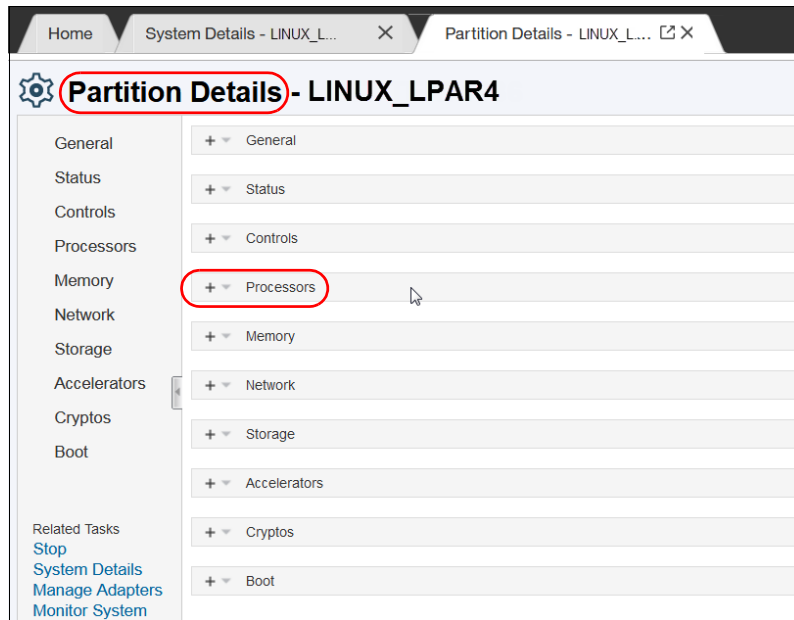 Home
System Details - LINUX_L...
Partition Details - LINUX_L....
Partition Details - LINUX_LPAR4
General
Status
Controls
Processors
Memory
Network
Storage
Accelerators
Cryptos
Boot
Related Tasks
Stop
System Details
Manage Adapters
Monitor System
General
Status
Controls
Processors
Memory
Network
Storage
Accelerators
Cryptos
Boot